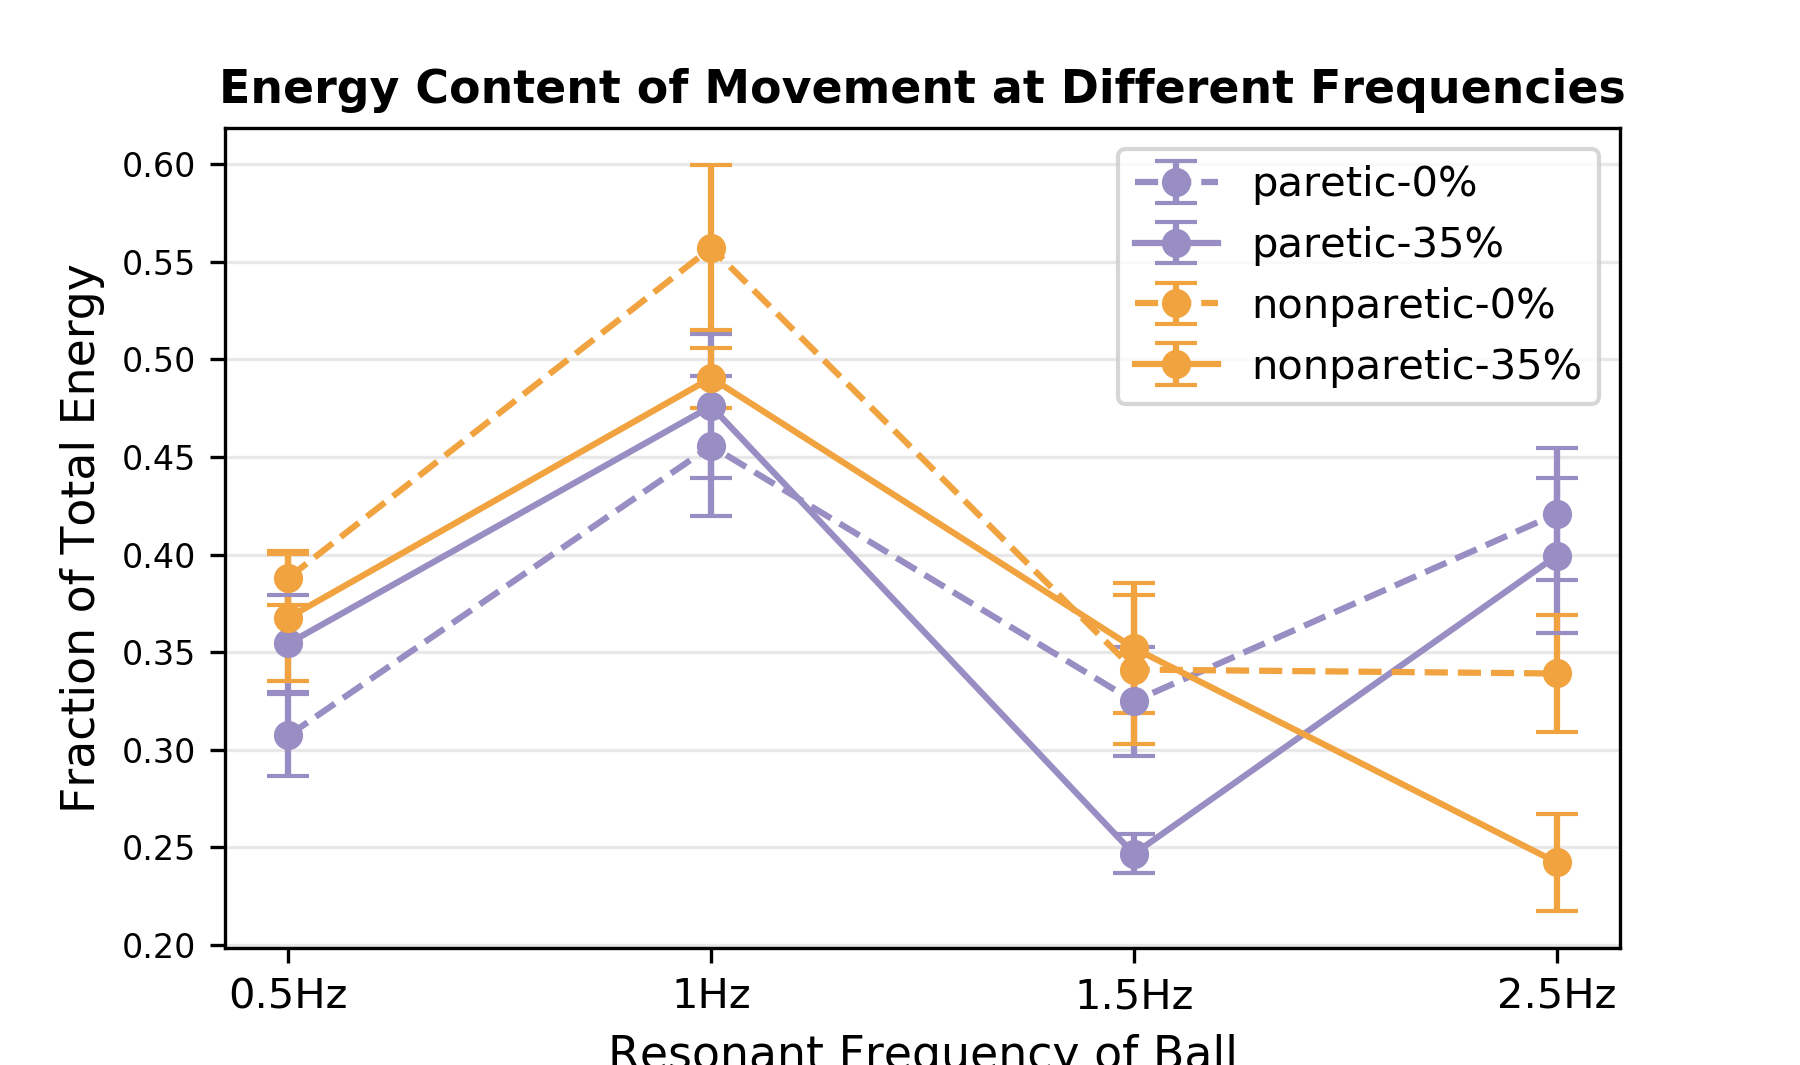 Energy Content of Movement at Different Frequencies
Fraction of Total Energy
0.60
0.55
0.50
0.45
0.40
0.35
0.30
0.25
0.20
paretic-0%
paretic-35%
nonparetic-0%
nonparetic-35%
0.5Hz 1Hz 1.5Hz 2.5Hz
Resonant Frequency of Ball